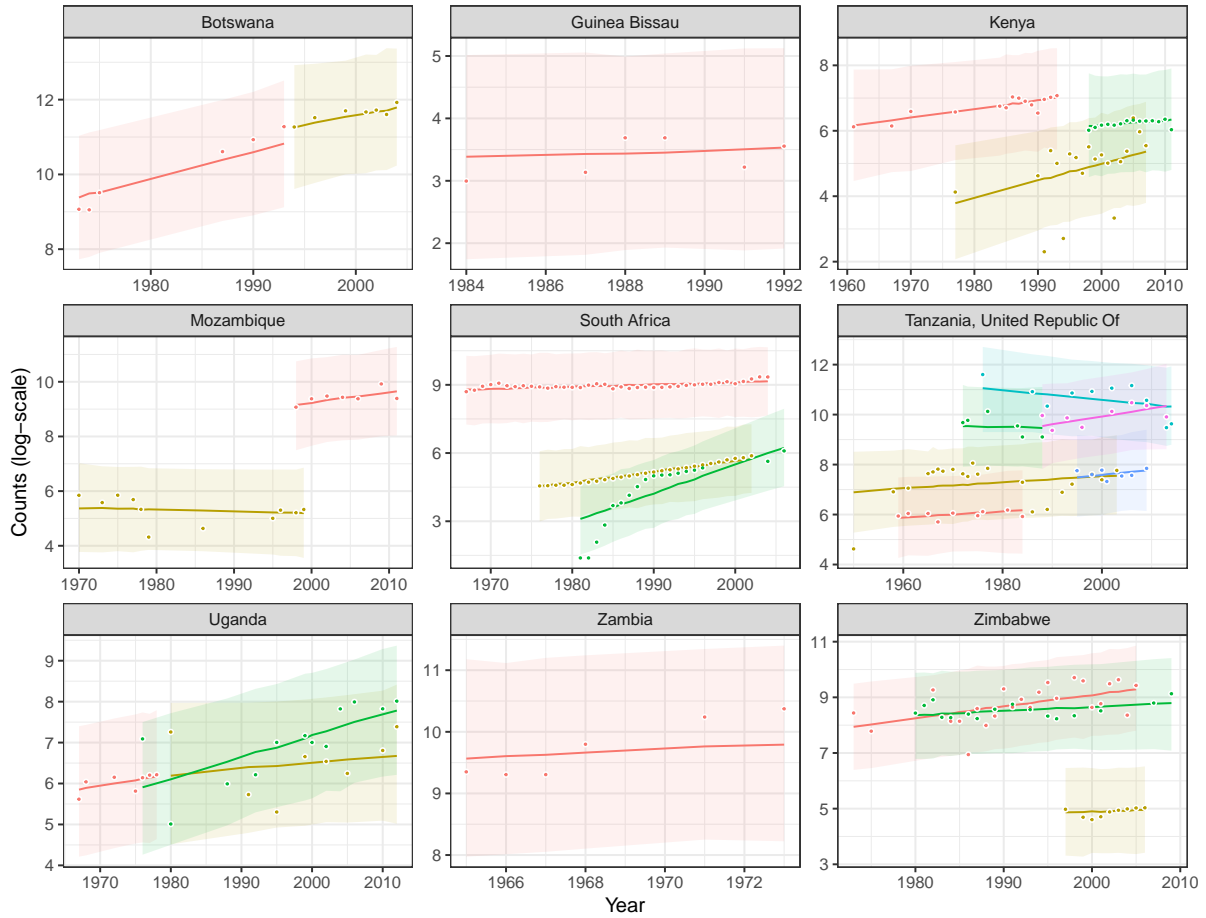 Botswana Guinea Bissau Kenya
12
10
8
1980 1990 2000
5
4
3
2
1984 1986 1988 1990 1992
8
6
4
2
1960 1970 1980 1990 2000 2010
Mozambique South Africa Tanzania, United Republic Of
10
8
6
4
1970 1980 1990 2000 2010
9
6
3
1970 1980 1990 2000
12
10
8
6
4
1960 1980 2000
Uganda Zambia Zimbabwe
9
8
7
6
5
4
1970 1980 1990 2000 2010
11
10
9
8
1966 1968 1970 1972
11
9
7
5
3
1980 1990 2000 2010
Counts (log−scale)
Year